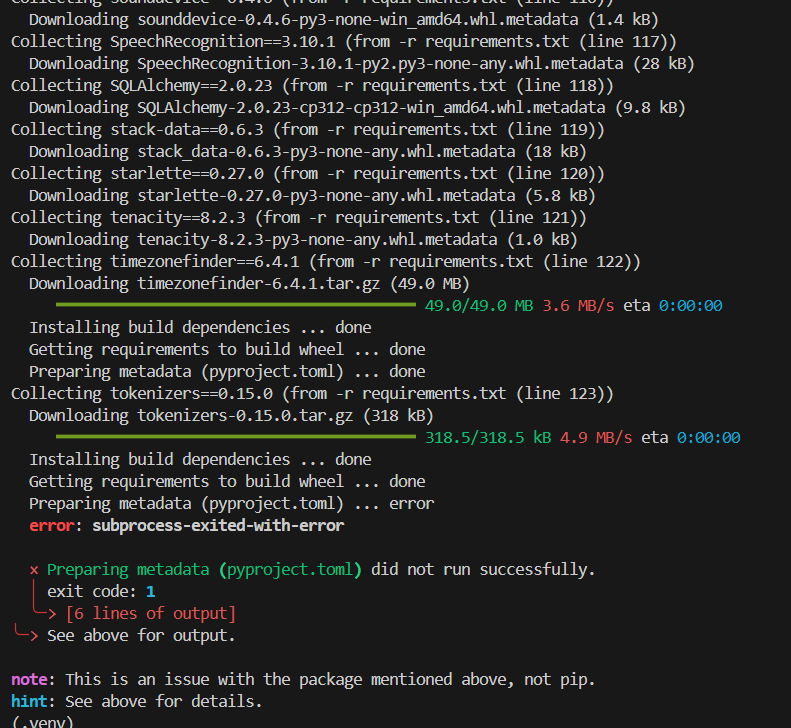 Collecting sounddevice==0.4.6 (from -r requirements.txt (line 116))
Downloading sounddevice-0.4.6-py3-none-win_amd64.whl.metadata (1.4 kB)
Collecting SpeechRecognition==3.10.1 (from -r requirements.txt (line 117))
Downloading SpeechRecognition-3.10.1-py2.py3-none-any.whl.metadata (28 kB)
Collecting SQLAlchemy==2.0.23 (from -r requirements.txt (line 118))
Downloading SQLAlchemy-2.0.23-cp312-cp312-win_amd64.whl.metadata (9.8 kB)
Collecting stack-data==0.6.3 (from -r requirements.txt (line 119))
Downloading stack_data-0.6.3-py3-none-any.whl.metadata (18 kB)
Collecting starlette==0.27.0 (from -r requirements.txt (line 120))
Downloading starlette-0.27.0-py3-none-any.whl.metadata (5.8 kB)
Collecting tenacity==8.2.3 (from -r requirements.txt (line 121))
Downloading tenacity-8.2.3-py3-none-any.whl.metadata (1.0 kB)
Collecting timezonefinder==6.4.1 (from -r requirements.txt (line 122))
Downloading timezonefinder-6.4.1.tar.gz (49.0 MB)
49.0/49.0 MB 3.6 MB/s eta 0:00:00
Installing build dependencies ... done
Getting requirements to build wheel ... done
Preparing metadata (pyproject.toml) ... done
Collecting tokenizers==0.15.0 (from -r requirements.txt (line 123))
Downloading tokenizers-0.15.0.tar.gz (318 kB)
318.5/318.5 kB 4.9 MB/s eta 0:00:00
Installing build dependencies ... done
Getting requirements to build wheel ... done
Preparing metadata (pyproject.toml) ... error
error: subprocess-exited-with-error
× Preparing metadata (pyproject.toml) did not run successfully.
│ exit code: 1
╰─> [6 lines of output]
╰─> See above for output.
note: This is an issue with the package mentioned above, not pip.
hint: See above for details.
(.venv)